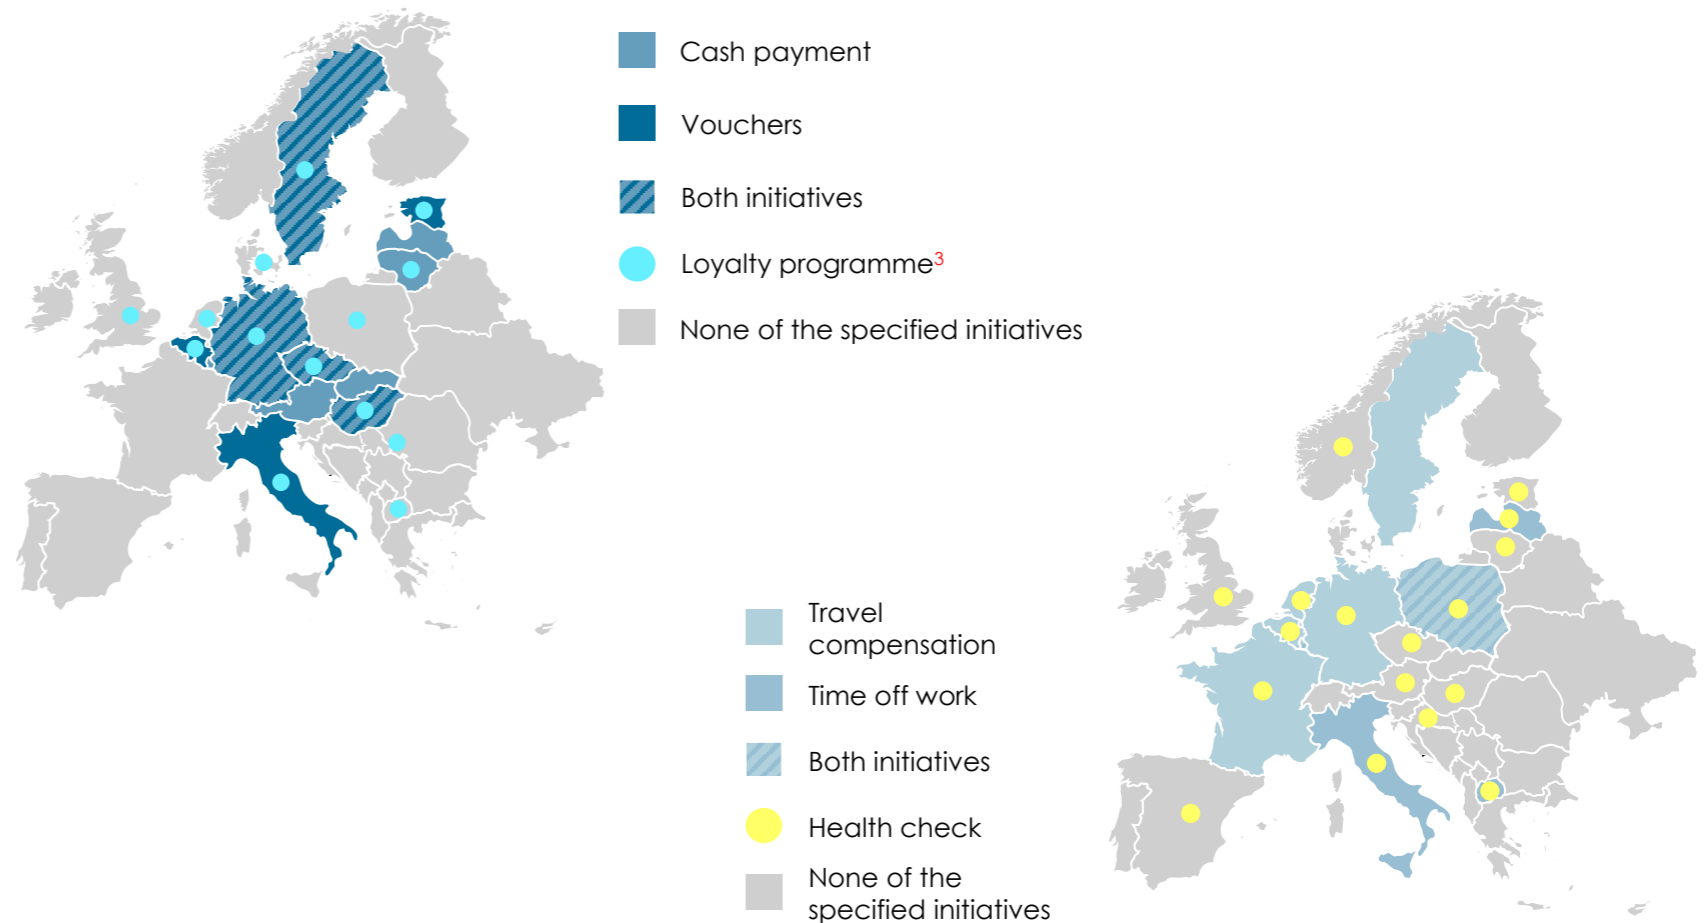 Cash payment
Vouchers
Both initiatives
Loyalty programme³
None of the specified initiatives
Travel
compensation
Time off work
Both initiatives
Health check
None of the
specified initiatives